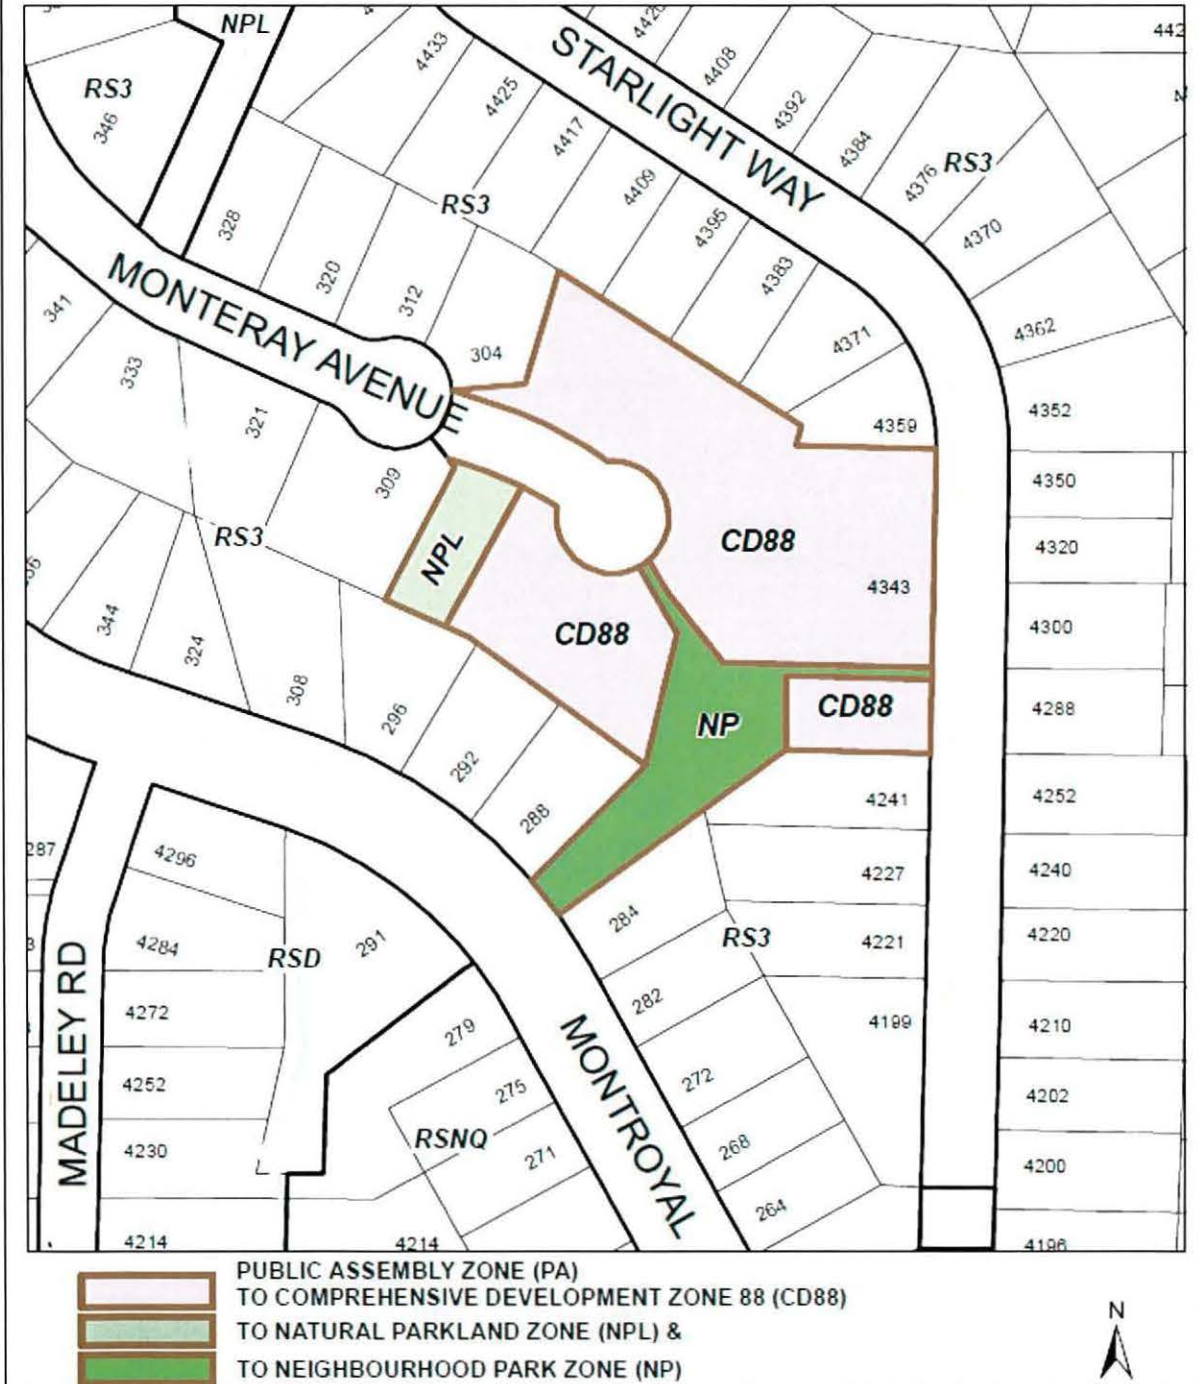 NPL
4433
4425
4417
4409
4395
4383
4371
4359
4408
4392
4384
4376
RS3
4370
4362
STARLIGHT WAY
RS3
346
RS3
328
320
312
304
MONTERAY AVENUE
341
333
321
309
RS3
NPL
CD88
4343
CD88
NP
CD88
4352
4350
4320
4300
4288
4252
4240
4220
4210
4202
4200
4196
344
324
308
296
292
288
4241
4227
4221
4199
284
RS3
282
272
268
264
287
4296
4284
4272
4252
4230
4214
RSD
291
279
275
271
RSNQ
4214
MADELEY RD
MONTROYAL
PUBLIC ASSEMBLY ZONE (PA)
TO COMPREHENSIVE DEVELOPMENT ZONE 88 (CD88)
TO NATURAL PARKLAND ZONE (NPL) &
TO NEIGHBOURHOOD PARK ZONE (NP)
N